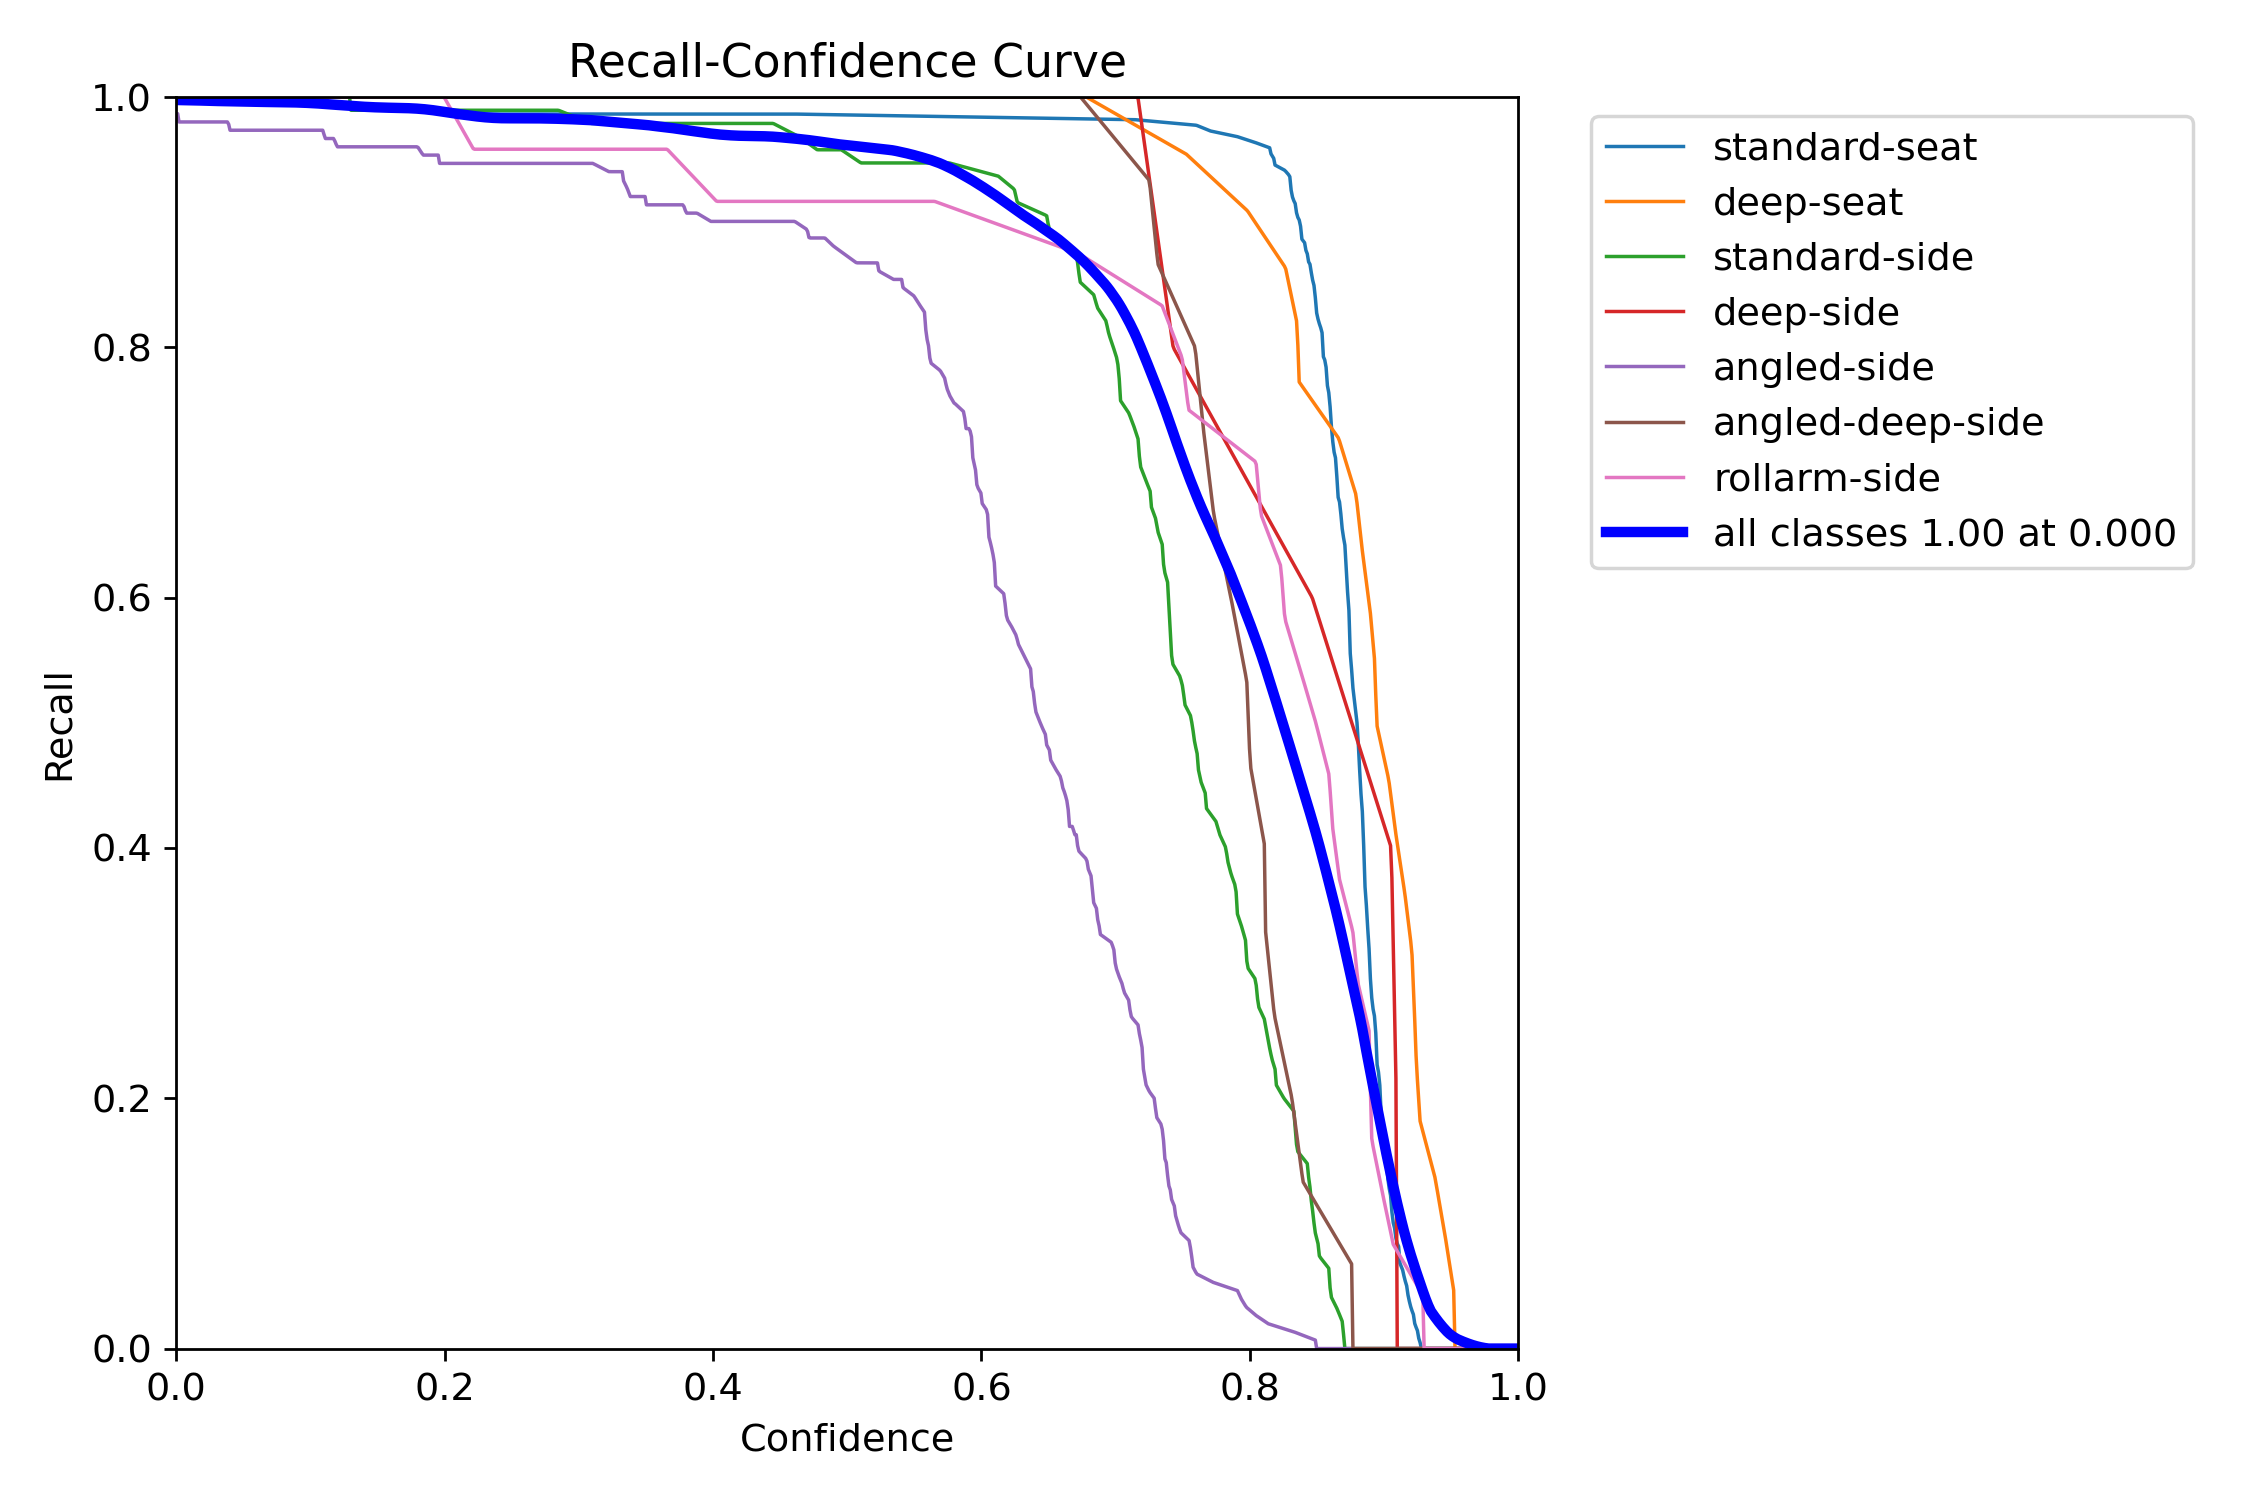 Recall-Confidence Curve
1.0
0.8
0.6
0.4
0.2
0.0
Recall
0.0 0.2 0.4 0.6 0.8 1.0
Confidence
standard-seat
deep-seat
standard-side
deep-side
angled-side
angled-deep-side
rollarm-side
all classes 1.00 at 0.000